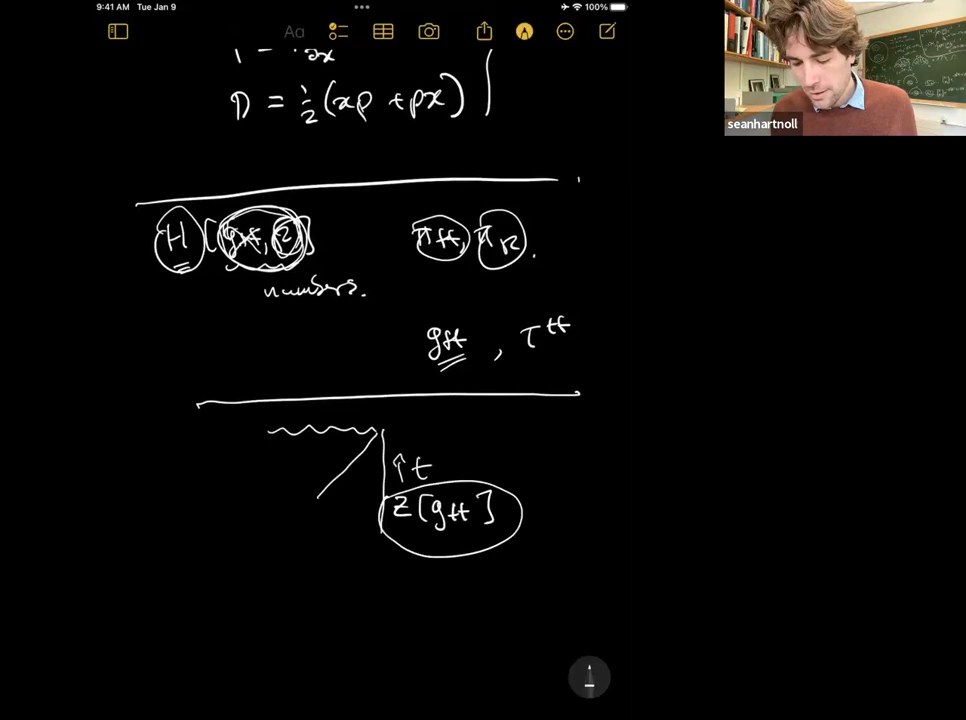 9:41 AM Tue Jan 9
100%
Aa
seanhartnoll
D = 1/2 (xp + px)
H [gtt, R] πtt, πR.
numbers.
gtt , τ^tt
↑t
Z[gtt]